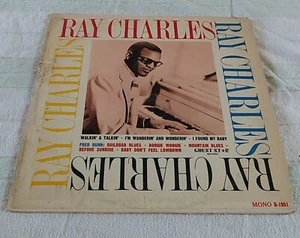 RAY CHARLES
RAY CHARLES
RAY CHARLES
RAY CHARLES
WALKIN' & TALKIN' - I'M WONDERIN' AND WONDERIN' - I FOUND MY BABY
FRED DUNN: RAILROAD BLUES - BOOGIE WOOGIE - MOUNTAIN BLUES -
BEFORE SUNRISE - BABY DON'T FEEL LOWDOWN
GUEST STAR
MONO G-1901